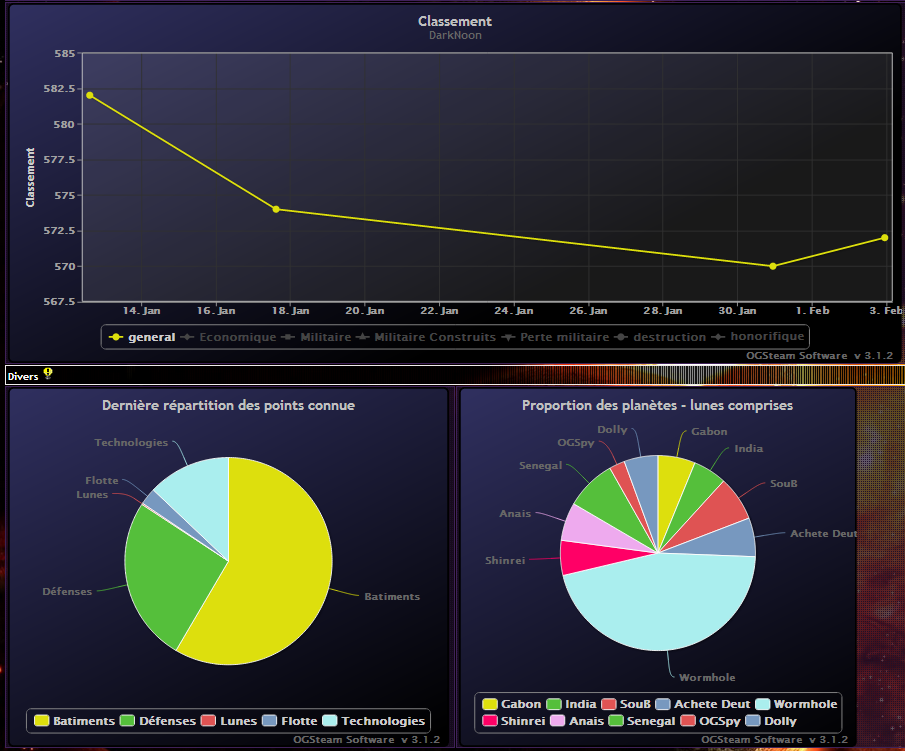 Classement
DarkNoon
585
582.5
580
577.5
575
572.5
570
567.5
Classement
14. Jan 16. Jan 18. Jan 20. Jan 22. Jan 24. Jan 26. Jan 28. Jan 30. Jan 1. Feb 3. Feb
general Economique Militaire Militaire Construits Perte militaire destruction honorifique
OGSteam Software v 3.1.2
Divers
Dernière répartition des points connue
Technologies
Flotte
Lunes
Défenses
Batiments
Batiments Défenses Lunes Flotte Technologies
OGSteam Software v 3.1.2
Proportion des planètes - lunes comprises
Dolly
Gabon
OGSpy
India
Senegal
SouB
Anais
Achete Deut
Shinrei
Wormhole
Gabon India SouB Achete Deut Wormhole
Shinrei Anais Senegal OGSpy Dolly
OGSteam Software v 3.1.2